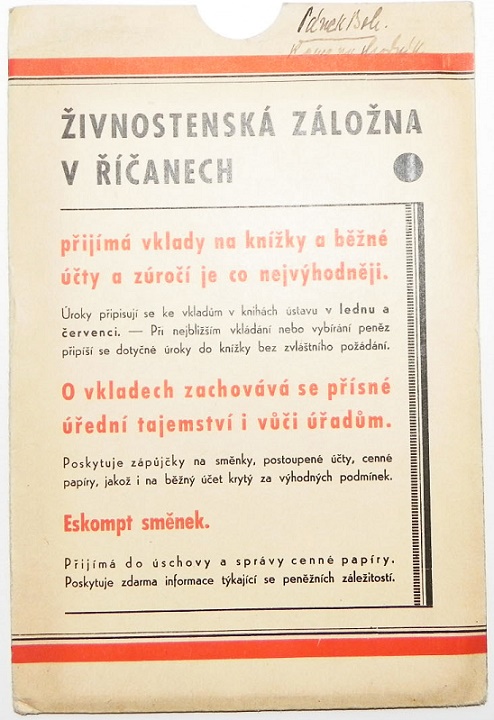 ŽIVNOSTENSKÁ ZÁLOŽNA
V ŘÍČANECH
přijímá vklady na knížky a běžné
účty a zúročí je co nejvýhodněji.
Úroky připisují se ke vkladům v knihách ústavu v lednu a
červenci. — Při nejbližším vkládání nebo vybírání peněz
připíší se dotyčné úroky do knížky bez zvláštního požádání.
O vkladech zachovává se přísné
úřední tajemství i vůči úřadům.
Poskytuje zápůjčky na směnky, postoupené účty, cenné
papíry, jakož i na běžný účet krytý za výhodných podmínek.
Eskompt směnek.
Přijímá do úschovy a správy cenné papíry.
Poskytuje zdarma informace týkající se peněžních záležitostí.